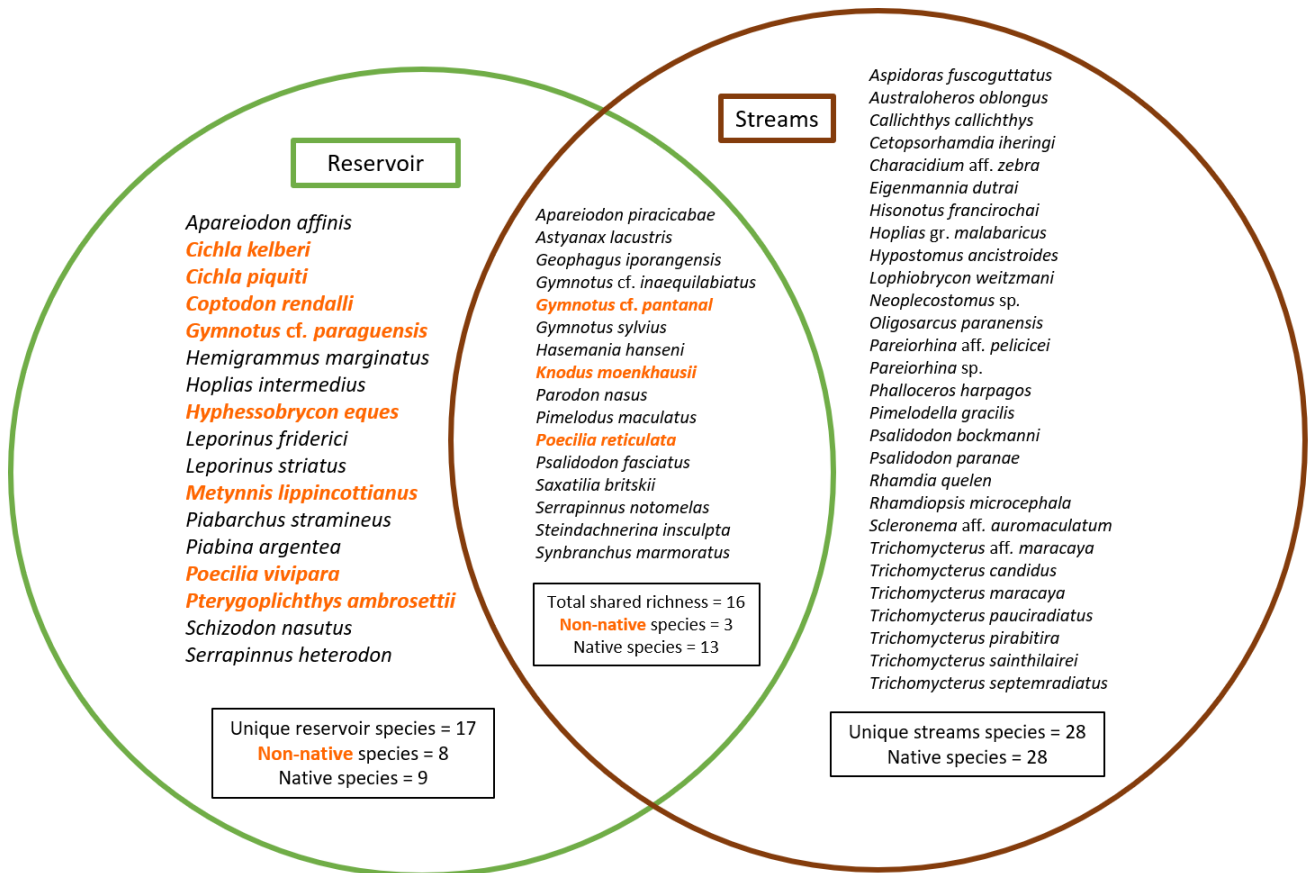 Reservoir
Apareiodon affinis
Cichla kelberi
Cichla piquiti
Coptodon rendalli
Gymnotus cf. paraguensis
Hemigrammus marginatus
Hoplias intermedius
Hyphessobrycon eques
Leporinus friderici
Leporinus striatus
Metynnis lippincottianus
Piabarchus stramineus
Piabina argentea
Poecilia vivipara
Pterygoplichthys ambrosettii
Schizodon nasutus
Serrapinnus heterodon
Unique reservoir species = 17
Non-native species = 8
Native species = 9
Apareiodon piracicabae
Astyanax lacustris
Geophagus iporangensis
Gymnotus cf. inaequilabiatus
Gymnotus cf. pantanal
Gymnotus sylvius
Hasemania hanseni
Knodus moenkhausii
Parodon nasus
Pimelodus maculatus
Poecilia reticulata
Psalidodon fasciatus
Saxatilia britskii
Serrapinnus notomelas
Steindachnerina insculpta
Synbranchus marmoratus
Total shared richness = 16
Non-native species = 3
Native species = 13
Streams
Aspidoras fuscoguttatus
Australoheros oblongus
Callichthys callichthys
Cetopsorhamdia iheringi
Characidium aff. zebra
Eigenmannia dutrai
Hisonotus francirochai
Hoplias gr. malabaricus
Hypostomus ancistroides
Lophiobrycon weitzmani
Neoplecostomus sp.
Oligosarcus paranensis
Pareiorhina aff. pelicicei
Pareiorhina sp.
Phalloceros harpagos
Pimelodella gracilis
Psalidodon bockmanni
Psalidodon paranae
Rhamdia quelen
Rhamdiopsis microcephala
Scleronema aff. auromaculatum
Trichomycterus aff. maracaya
Trichomycterus candidus
Trichomycterus maracaya
Trichomycterus pauciradiatus
Trichomycterus pirabitira
Trichomycterus sainthilairei
Trichomycterus septemradiatus
Unique streams species = 28
Native species = 28